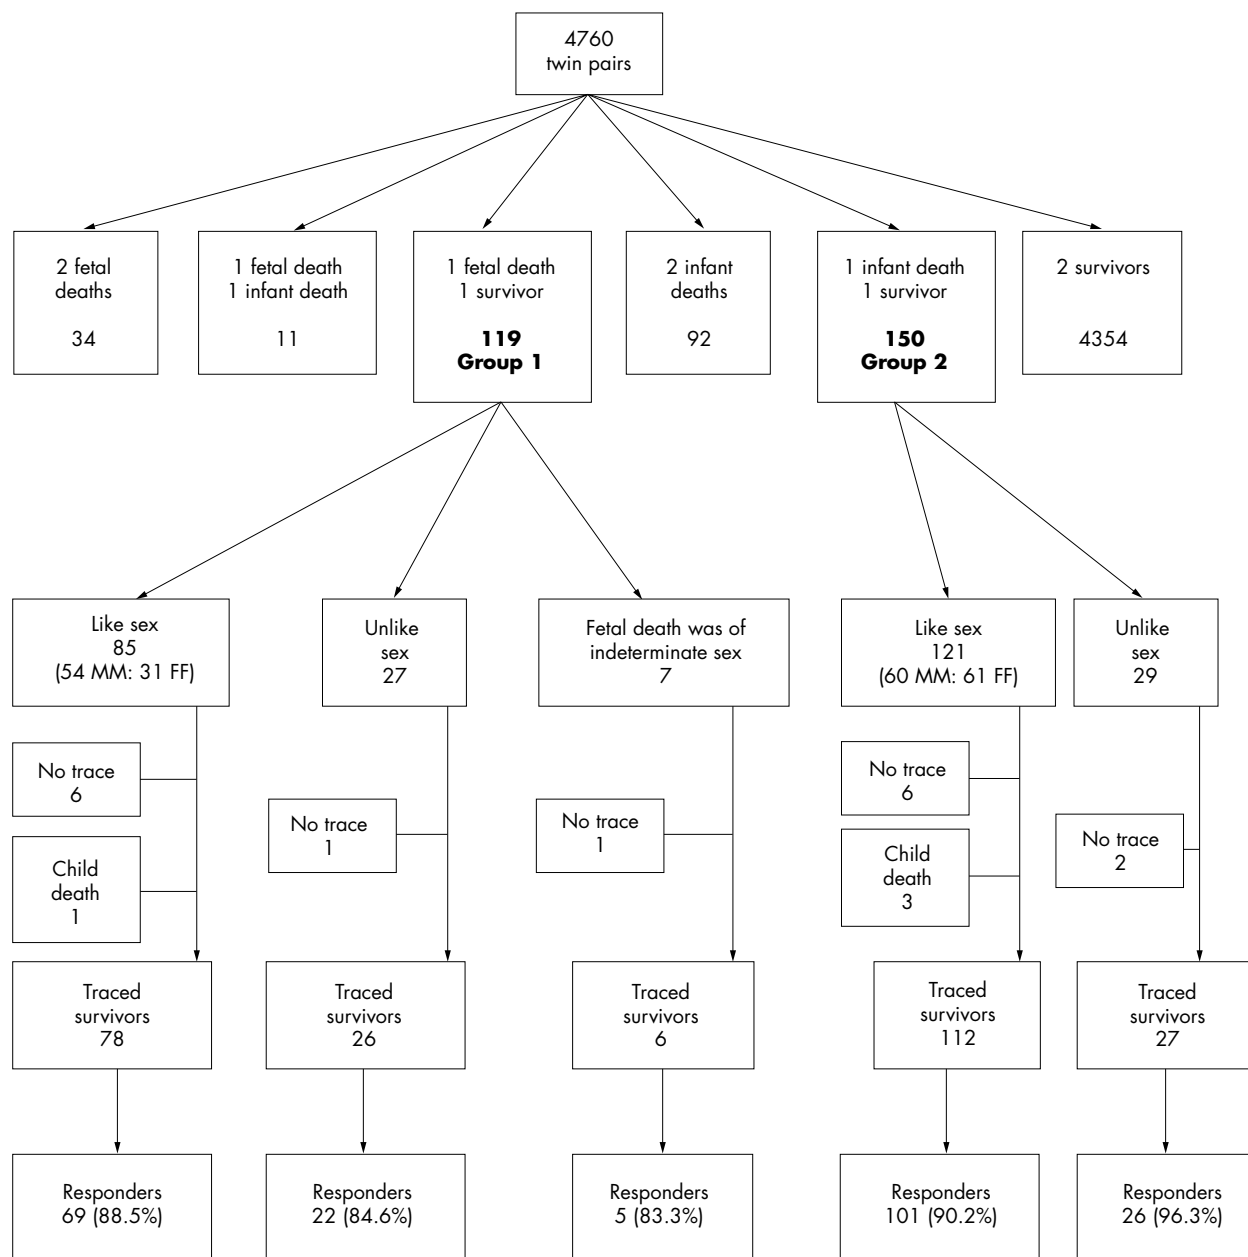 4760
twin pairs
2 fetal
deaths
34
1 fetal death
1 infant death
11
1 fetal death
1 survivor
119
Group 1
2 infant
deaths
92
1 infant death
1 survivor
150
Group 2
2 survivors
4354
Like sex
85
(54 MM: 31 FF)
Unlike
sex
27
Fetal death was of
indeterminate sex
7
Like sex
121
(60 MM: 61 FF)
Unlike
sex
29
No trace
6
Child
death
1
No trace
1
No trace
1
No trace
6
Child
death
3
No trace
2
Traced
survivors
78
Traced
survivors
26
Traced
survivors
6
Traced
survivors
112
Traced
survivors
27
Responders
69 (88.5%)
Responders
22 (84.6%)
Responders
5 (83.3%)
Responders
101 (90.2%)
Responders
26 (96.3%)